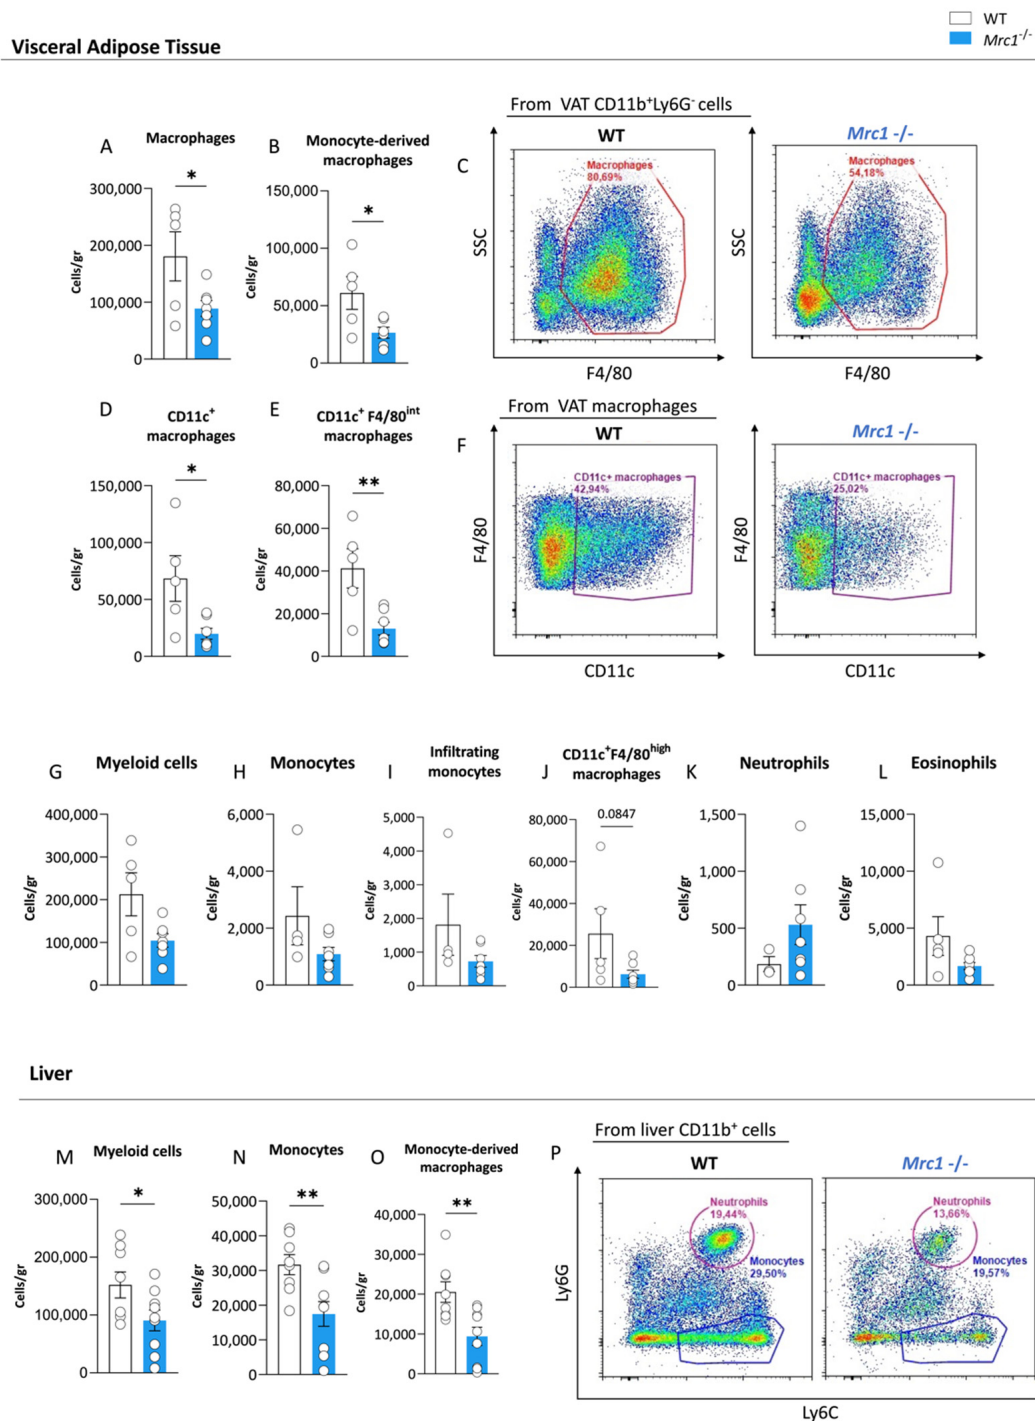 WT
Mrc1-/-
Visceral Adipose Tissue
From VAT CD11b+Ly6G- cells
A
Macrophages
*
300,000
200,000
100,000
0
Cells/gr
B
Monocyte-derived
macrophages
*
150,000
100,000
50,000
0
Cells/gr
C
WT
Macrophages
80,69%
SSC
F4/80
Mrc1 -/-
Macrophages
54,18%
SSC
F4/80
D
CD11c+
macrophages
*
150,000
100,000
50,000
0
Cells/gr
E
CD11c+ F4/80int
macrophages
**
80,000
60,000
40,000
20,000
0
Cells/gr
From VAT macrophages
F
WT
CD11c+ macrophages
42,94%
F4/80
CD11c
Mrc1 -/-
CD11c+ macrophages
25,02%
F4/80
CD11c
G
Myeloid cells
400,000
300,000
200,000
100,000
0
Cells/gr
H
Monocytes
6,000
4,000
2,000
0
Cells/gr
I
Infiltrating
monocytes
5,000
4,000
3,000
2,000
1,000
0
Cells/gr
J
CD11c+F4/80high
macrophages
0.0847
80,000
60,000
40,000
20,000
0
Cells/gr
K
Neutrophils
1,500
1,000
500
0
Cells/gr
L
Eosinophils
15,000
10,000
5,000
0
Cells/gr
Liver
M
Myeloid cells
*
300,000
200,000
100,000
0
Cells/gr
N
Monocytes
**
50,000
40,000
30,000
20,000
10,000
0
Cells/gr
O
Monocyte-derived
macrophages
**
40,000
30,000
20,000
10,000
0
Cells/gr
P
From liver CD11b+ cells
WT
Neutrophils
19,44%
Monocytes
29,50%
Ly6G
Mrc1 -/-
Neutrophils
13,66%
Monocytes
19,57%
Ly6C